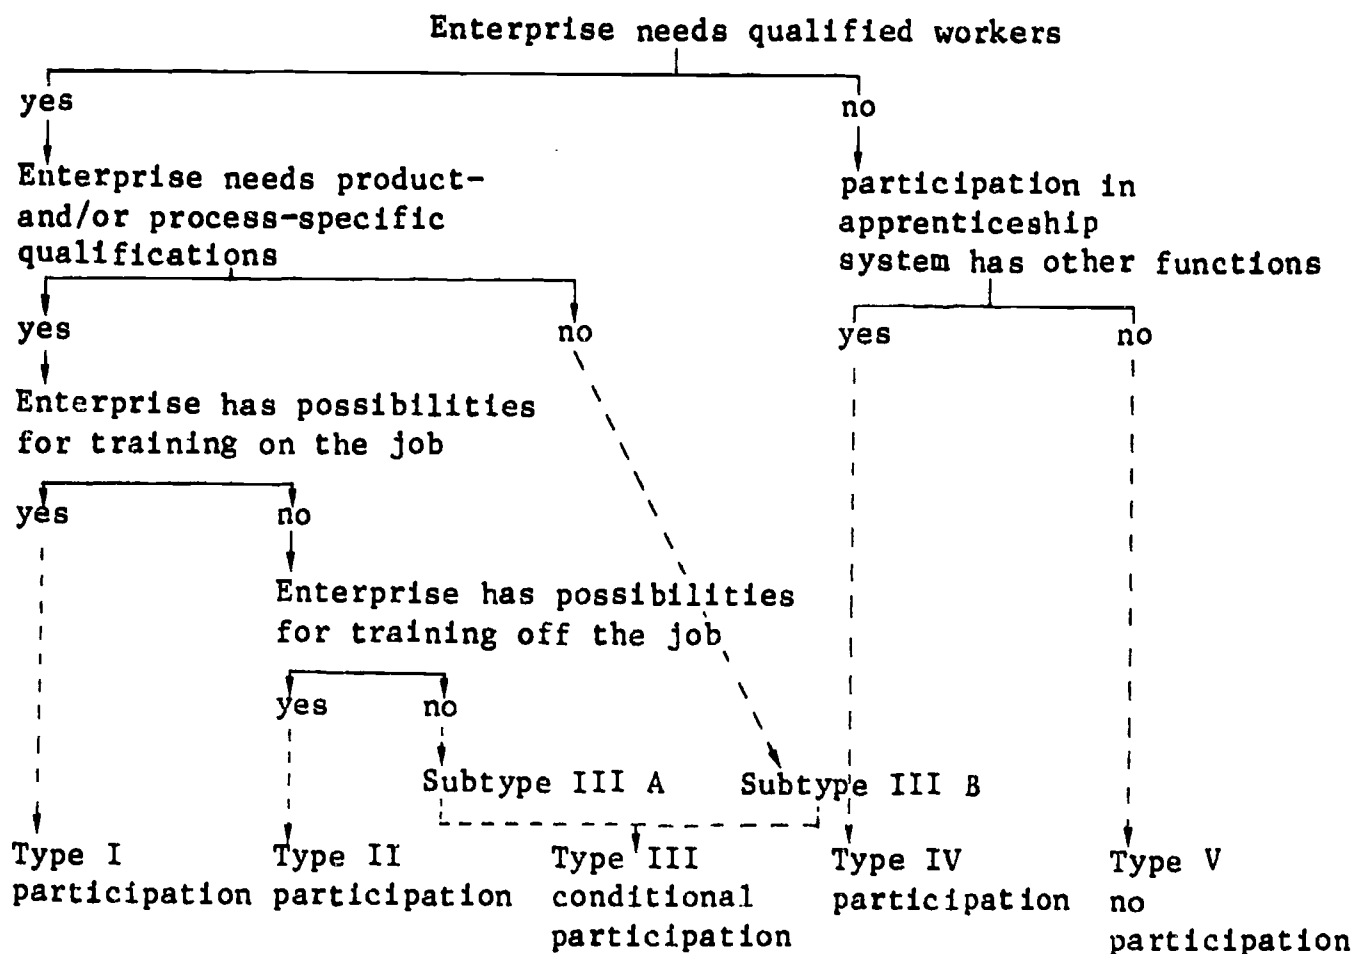 Enterprise needs qualified workers
yes
no
Enterprise needs product-
and/or process-specific
qualifications
participation in
apprenticeship
system has other functions
yes
no
yes
no
Enterprise has possibilities
for training on the job
yes
no
Enterprise has possibilities
for training off the job
yes
no
Subtype III A
Subtype III B
Type I
participation
Type II
participation
Type III
conditional
participation
Type IV
participation
Type V
no
participation